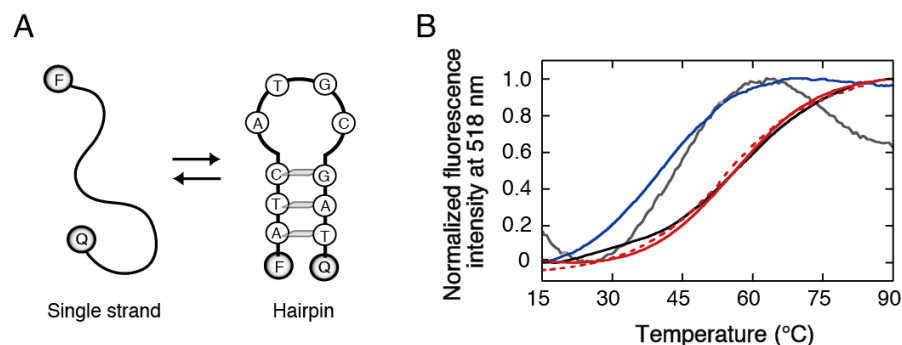 A
F
Q
Single strand
T G
A C
C G
T A
A T
F Q
Hairpin
B
Normalized fluorescence
intensity at 518 nm
1.0
0.8
0.6
0.4
0.2
0
15 30 45 60 75 90
Temperature (°C)